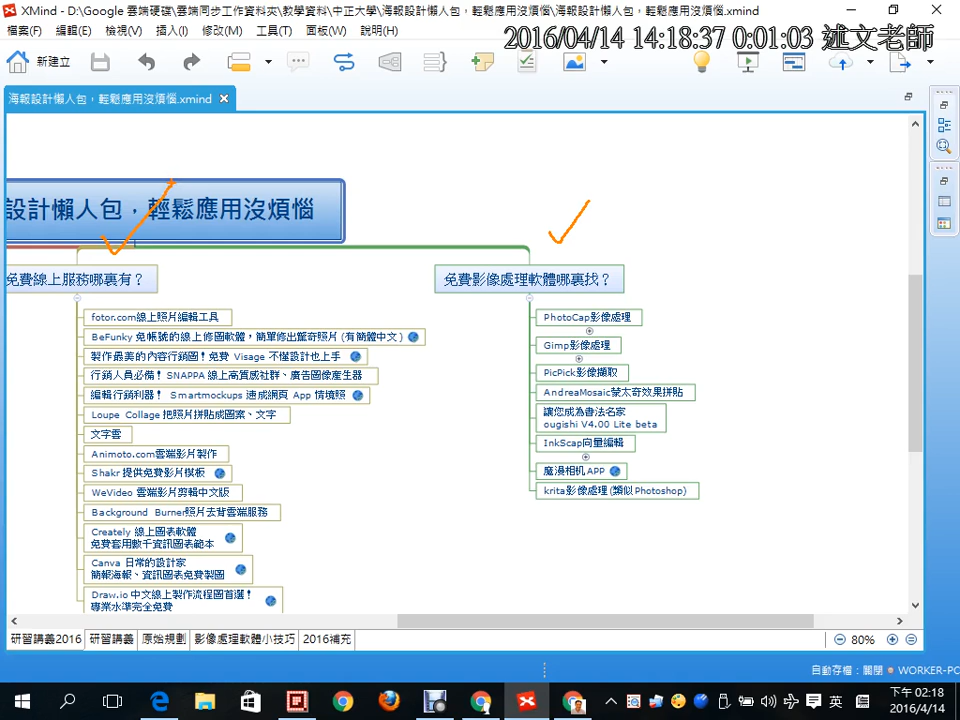 XMind - D:\Google 雲端硬碟\雲端同步工作資料夾\教學資料\中正大學\海報設計懶人包，輕鬆應用沒煩惱\海報設計懶人包，輕鬆應用沒煩惱.xmind
檔案(F) 編輯(E) 檢視(V) 插入(I) 修改(M) 工具(T) 面板(W) 說明(H)
2016/04/14 14:18:37 0:01:03 述文老師
新建立
海報設計懶人包，輕鬆應用沒煩惱.xmind
設計懶人包，輕鬆應用沒煩惱
免費線上服務哪裏有？
fotor.com線上照片編輯工具
BeFunky 免帳號的線上修圖軟體，簡單修出驚奇照片 (有簡體中文)
製作最美的內容行銷圖！免費 Visage 不懂設計也上手
行銷人員必備！SNAPPA 線上高質感社群、廣告圖像產生器
編輯行銷利器！ Smartmockups 速成網頁 App 情境照
Loupe Collage 把照片拼貼成圖案、文字
文字雲
Animoto.com雲端影片製作
Shakr 提供免費影片模板
WeVideo 雲端影片剪輯中文版
Background Burner照片去背雲端服務
Creately 線上圖表軟體
免費套用數千資訊圖表範本
Canva 日常的設計家
簡報海報、資訊圖表免費製圖
Draw.io 中文線上製作流程圖首選！
專業水準完全免費
免費影像處理軟體哪裏找？
PhotoCap影像處理
Gimp影像處理
PicPick影像擷取
AndreaMosaic蒙太奇效果拼貼
讓您成為書法名家
ougishi V4.00 Lite beta
InkScap向量編輯
魔漫相机 APP
krita影像處理 (類似Photoshop)
研習講義2016 研習講義 原始規劃 影像處理軟體小技巧 2016補充
80%
自動存檔：關閉 WORKER-PC
英
下午 02:18
2016/4/14